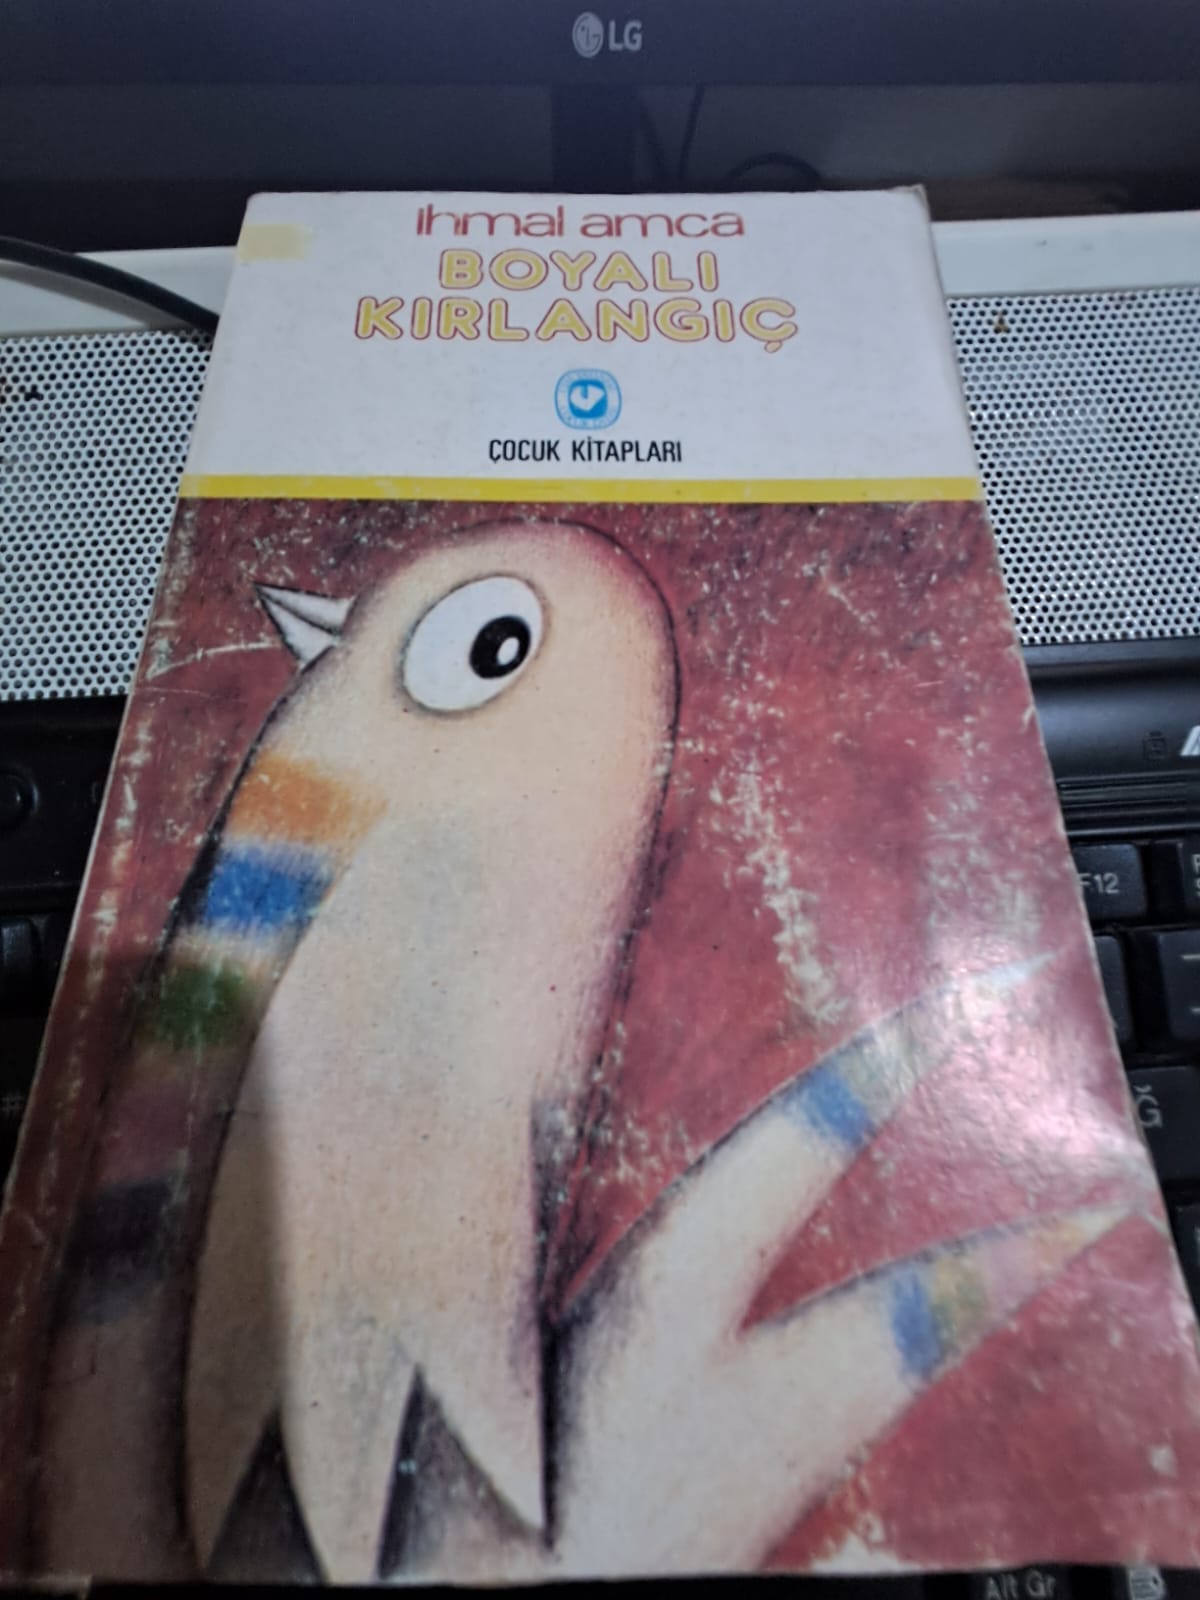 LG
ihmal amca
BOYALI
KIRLANGIÇ
ÇOCUK KİTAPLARI
F12
Ğ
#
Alt Gr